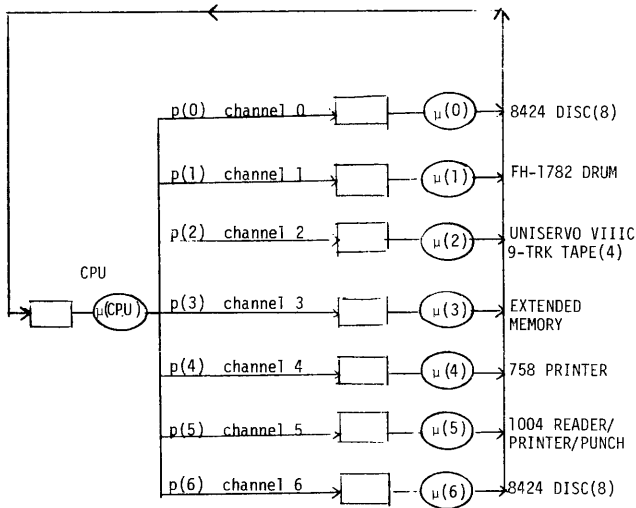 p(0) channel 0
μ(0)
8424 DISC(8)
p(1) channel 1
μ(1)
FH-1782 DRUM
p(2) channel 2
μ(2)
UNISERVO VIIIC
9-TRK TAPE(4)
CPU
μ(CPU)
p(3) channel 3
μ(3)
EXTENDED
MEMORY
p(4) channel 4
μ(4)
758 PRINTER
p(5) channel 5
μ(5)
1004 READER/
PRINTER/PUNCH
p(6) channel 6
μ(6)
8424 DISC(8)